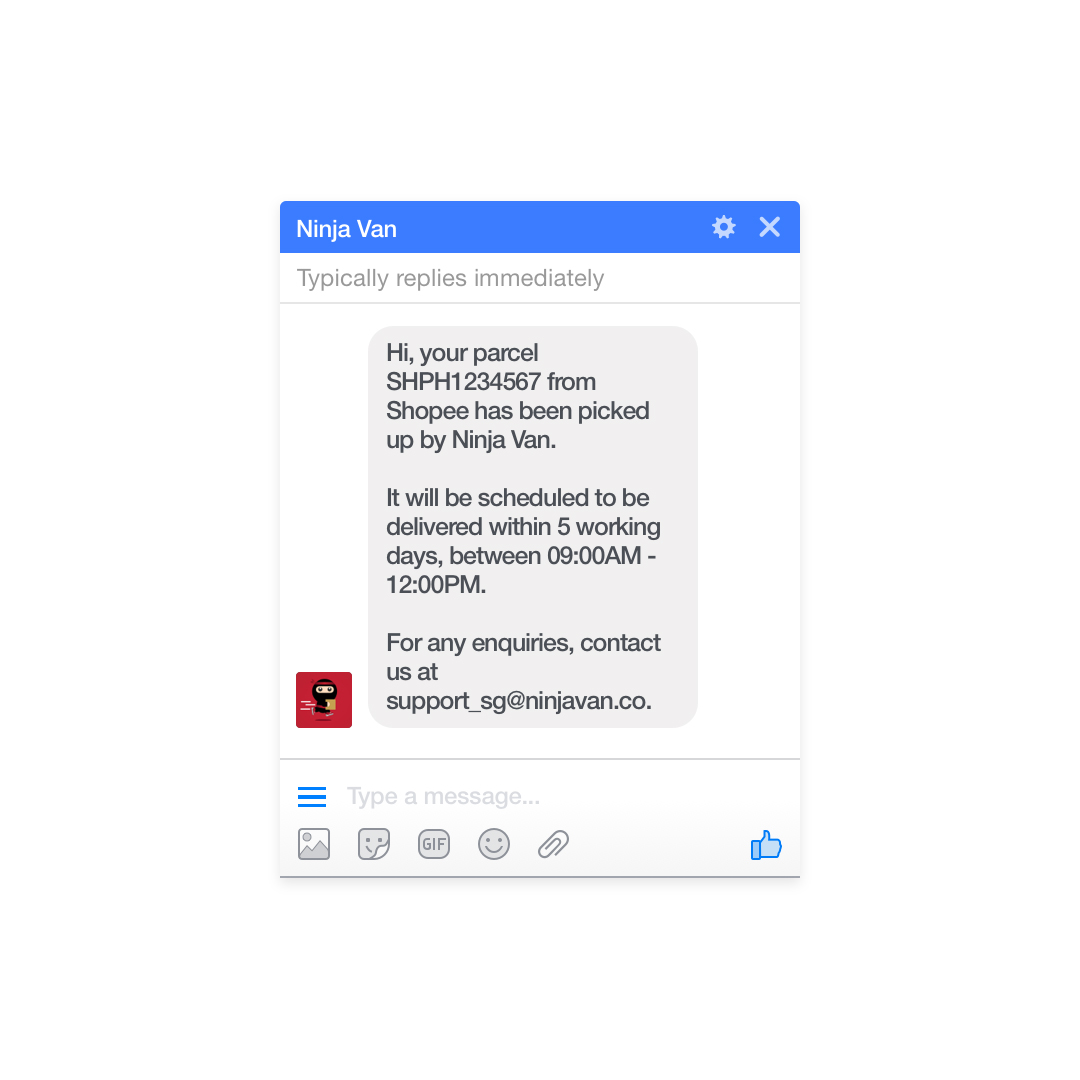 Ninja Van
Typically replies immediately
Hi, your parcel
SHPH1234567 from
Shopee has been picked
up by Ninja Van.
It will be scheduled to be
delivered within 5 working
days, between 09:00AM -
12:00PM.
For any enquiries, contact
us at
support_sg@ninjavan.co.
Type a message...
GIF